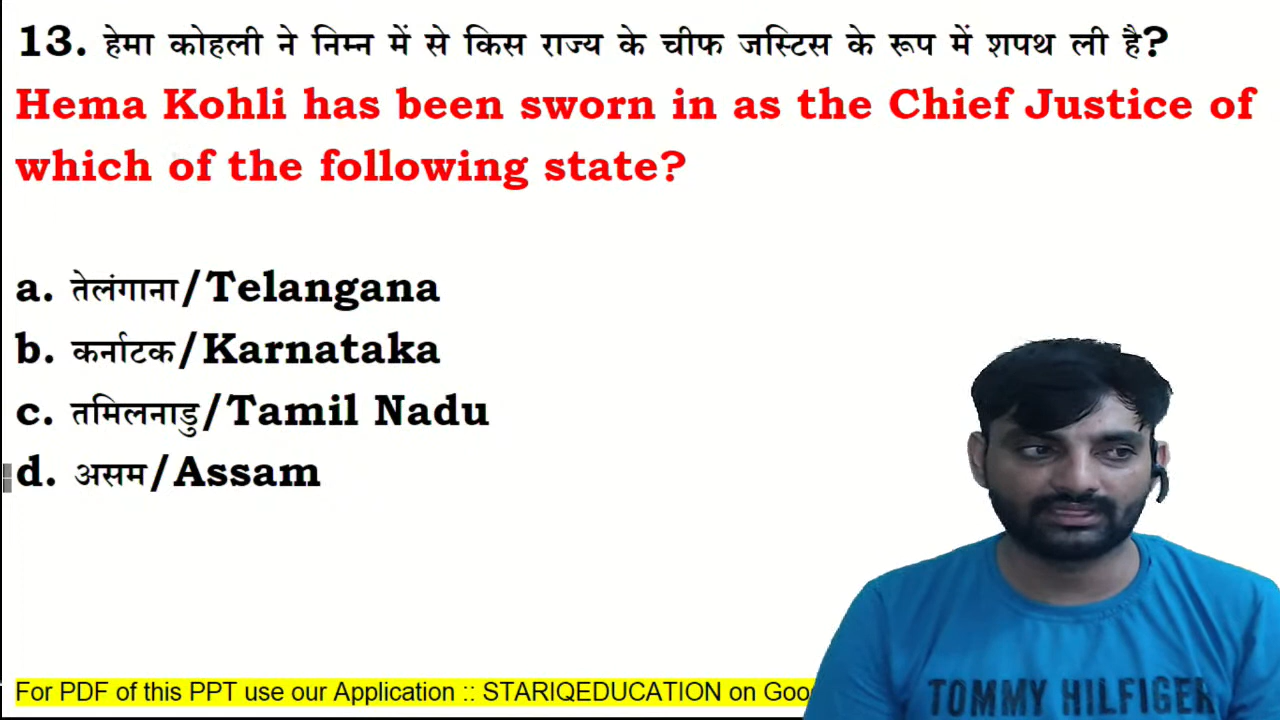 13. हेमा कोहली ने निम्न में से किस राज्य के चीफ जस्टिस के रूप में शपथ ली है?
Hema Kohli has been sworn in as the Chief Justice of
which of the following state?
a. तेलंगाना/Telangana
b. कर्नाटक/Karnataka
c. तमिलनाडु/Tamil Nadu
d. असम/Assam
For PDF of this PPT use our Application :: STARIQEDUCATION on
TOMMY HILFIGER